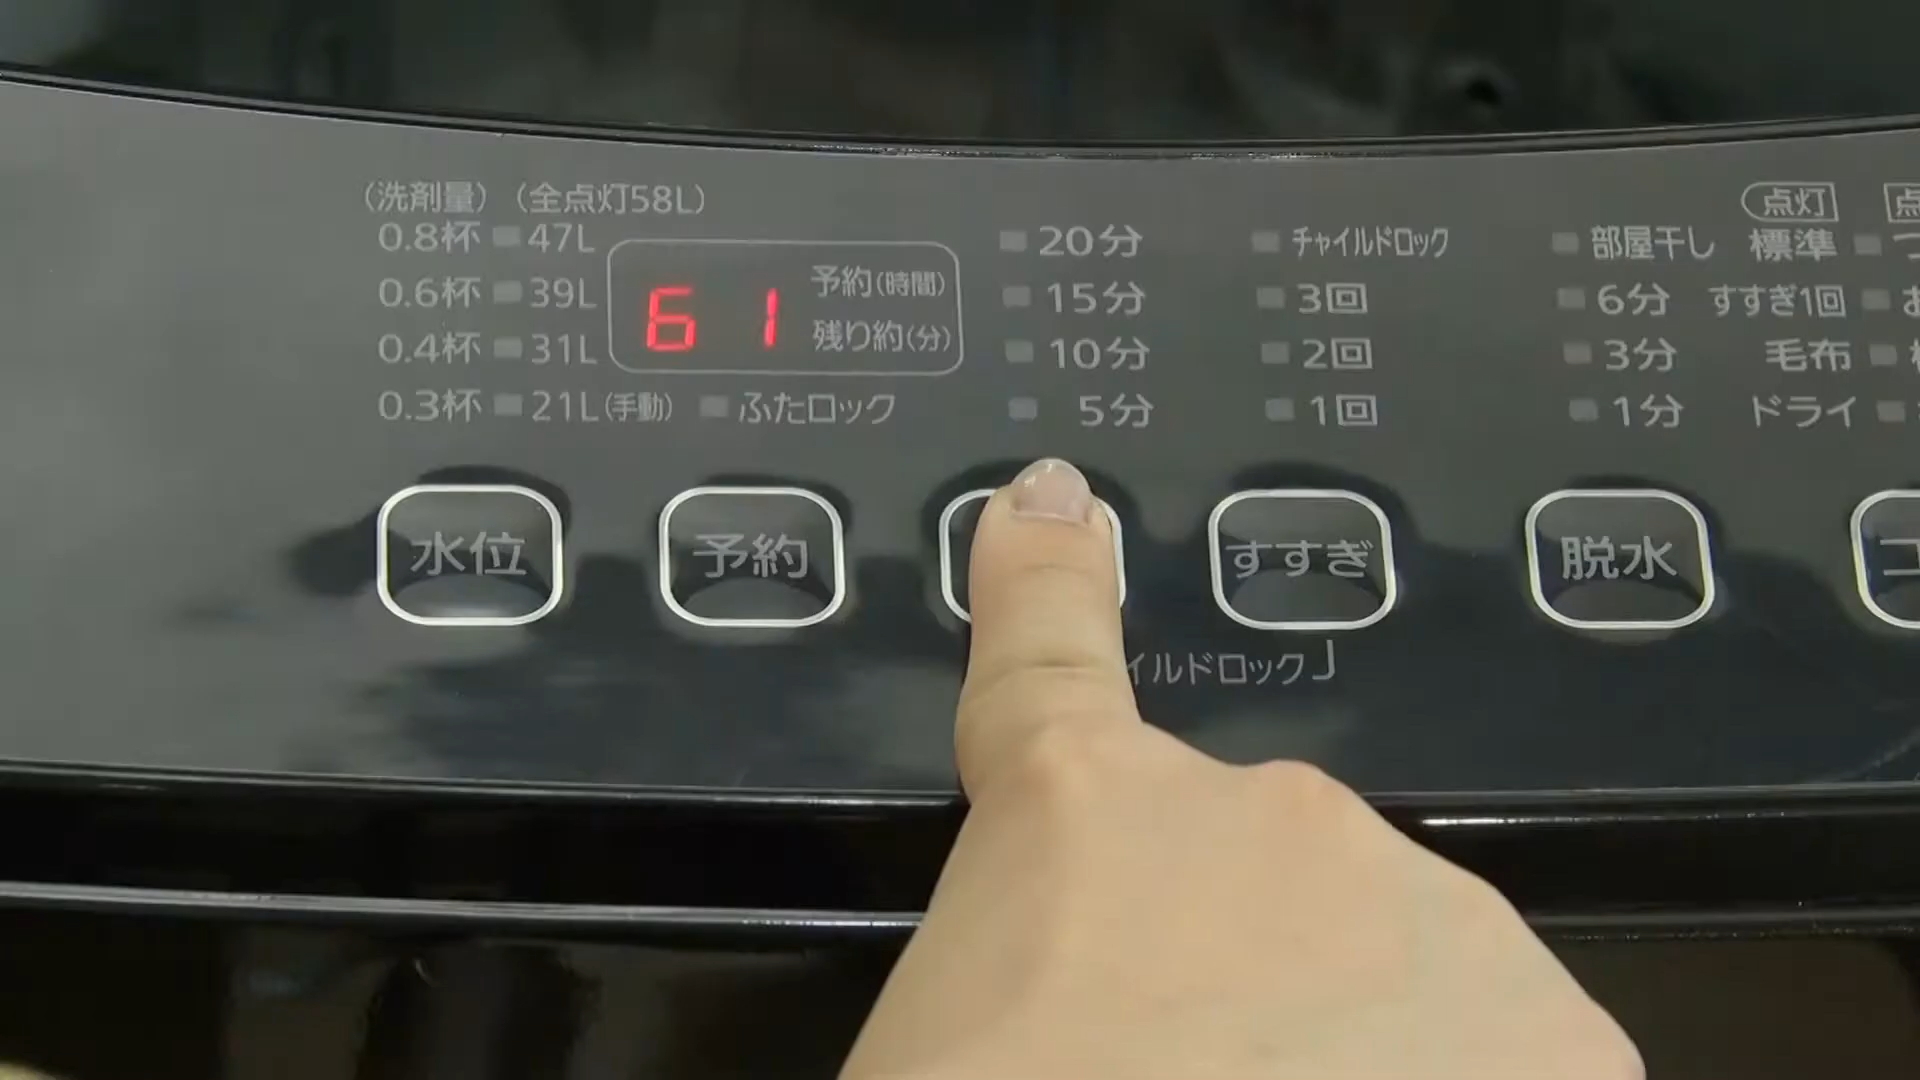 (洗剤量) (全点灯58L)
0.8杯 47L
0.6杯 39L
0.4杯 31L
0.3杯 21L(手動)
61
予約(時間)
残り約(分)
ふたロック
20分
15分
10分
5分
チャイルドロック
3回
2回
1回
部屋干し
6分
3分
1分
点灯
標準
すすぎ1回
毛布
ドライ
水位
予約
すすぎ
脱水
イルドロック